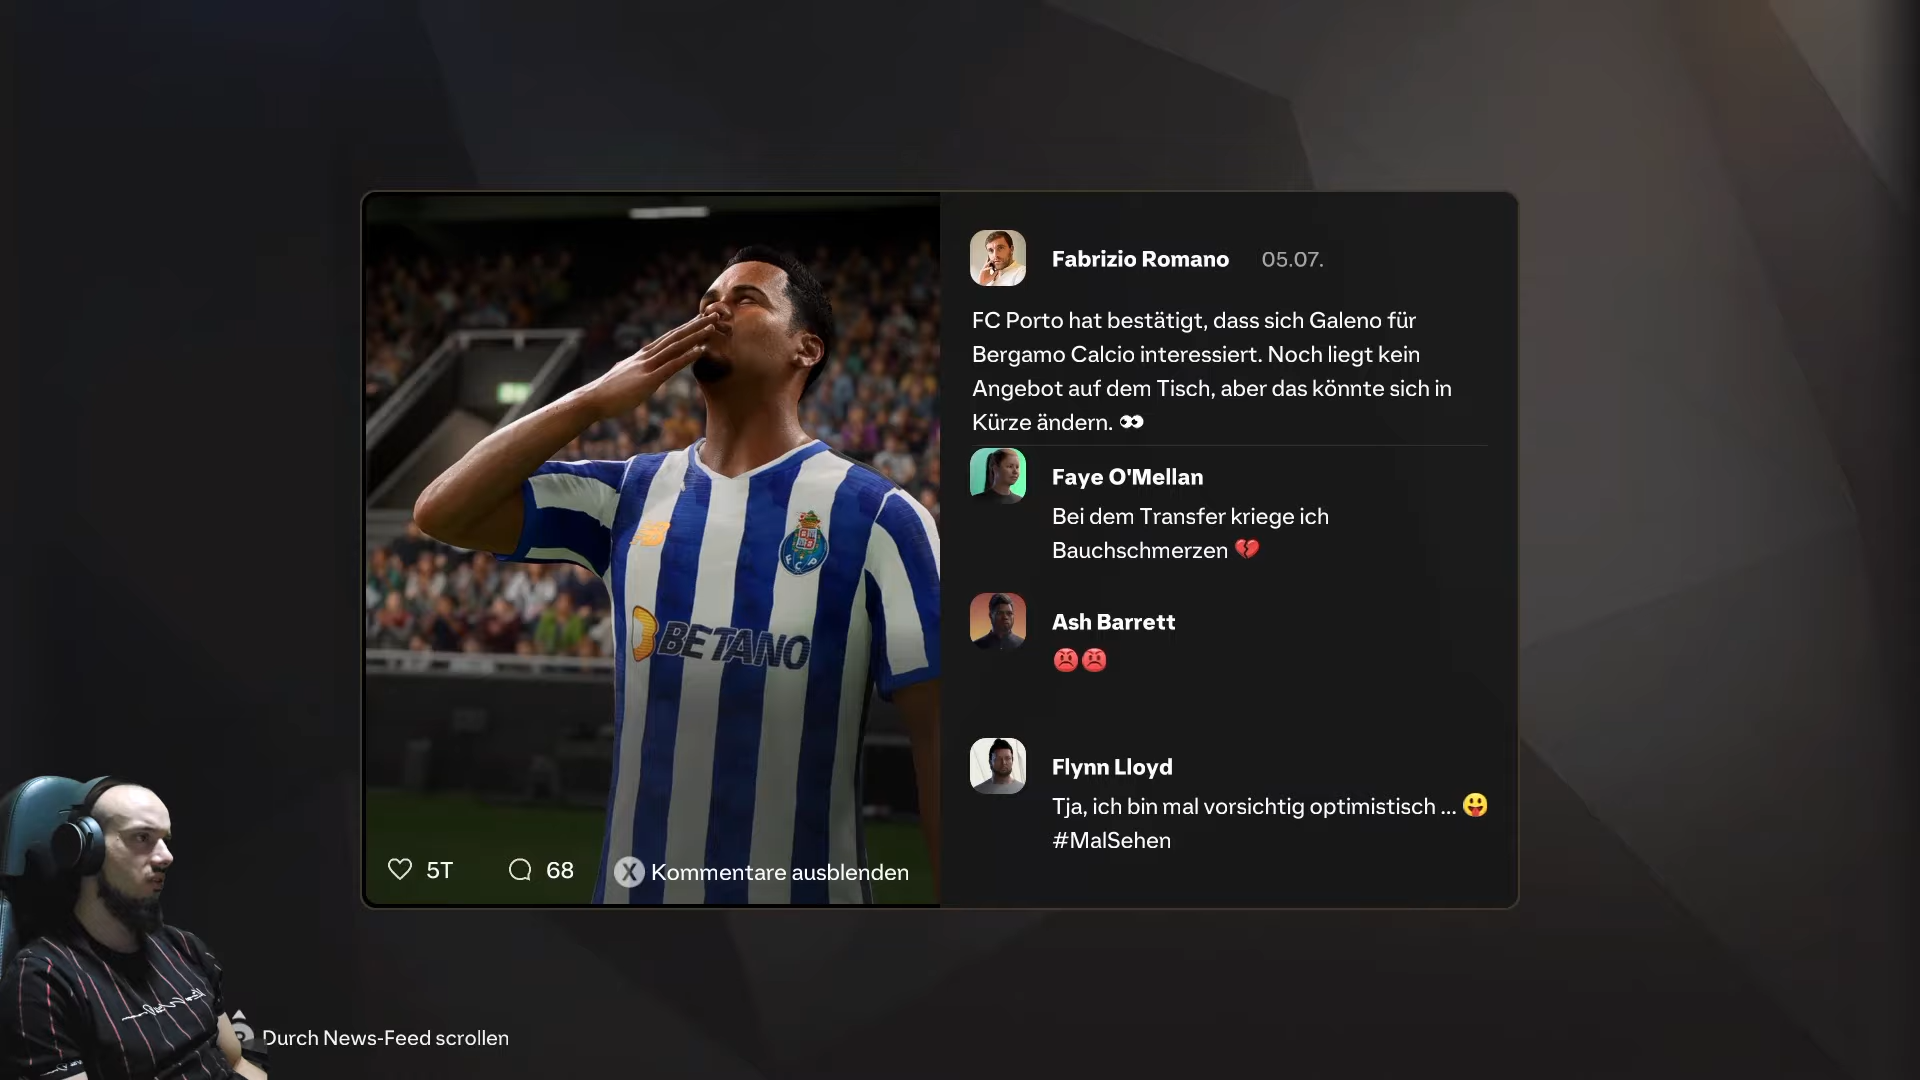 Fabrizio Romano 05.07.
FC Porto hat bestätigt, dass sich Galeno für
Bergamo Calcio interessiert. Noch liegt kein
Angebot auf dem Tisch, aber das könnte sich in
Kürze ändern.
Faye O'Mellan
Bei dem Transfer kriege ich
Bauchschmerzen 💔
Ash Barrett
😡😡
Flynn Lloyd
Tja, ich bin mal vorsichtig optimistisch ... 😛
#MalSehen
FCP
BETANO
5T 68 X Kommentare ausblenden
R Durch News-Feed scrollen